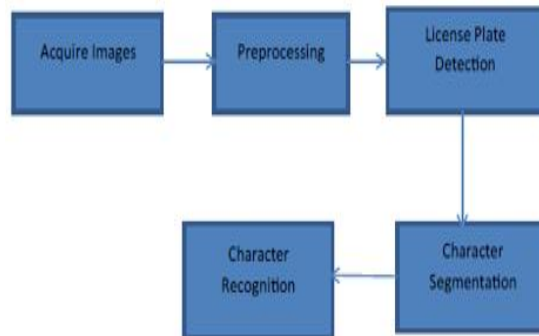 Acquire Images
Preprocessing
License Plate
Detection
Character
Segmentation
Character
Recognition